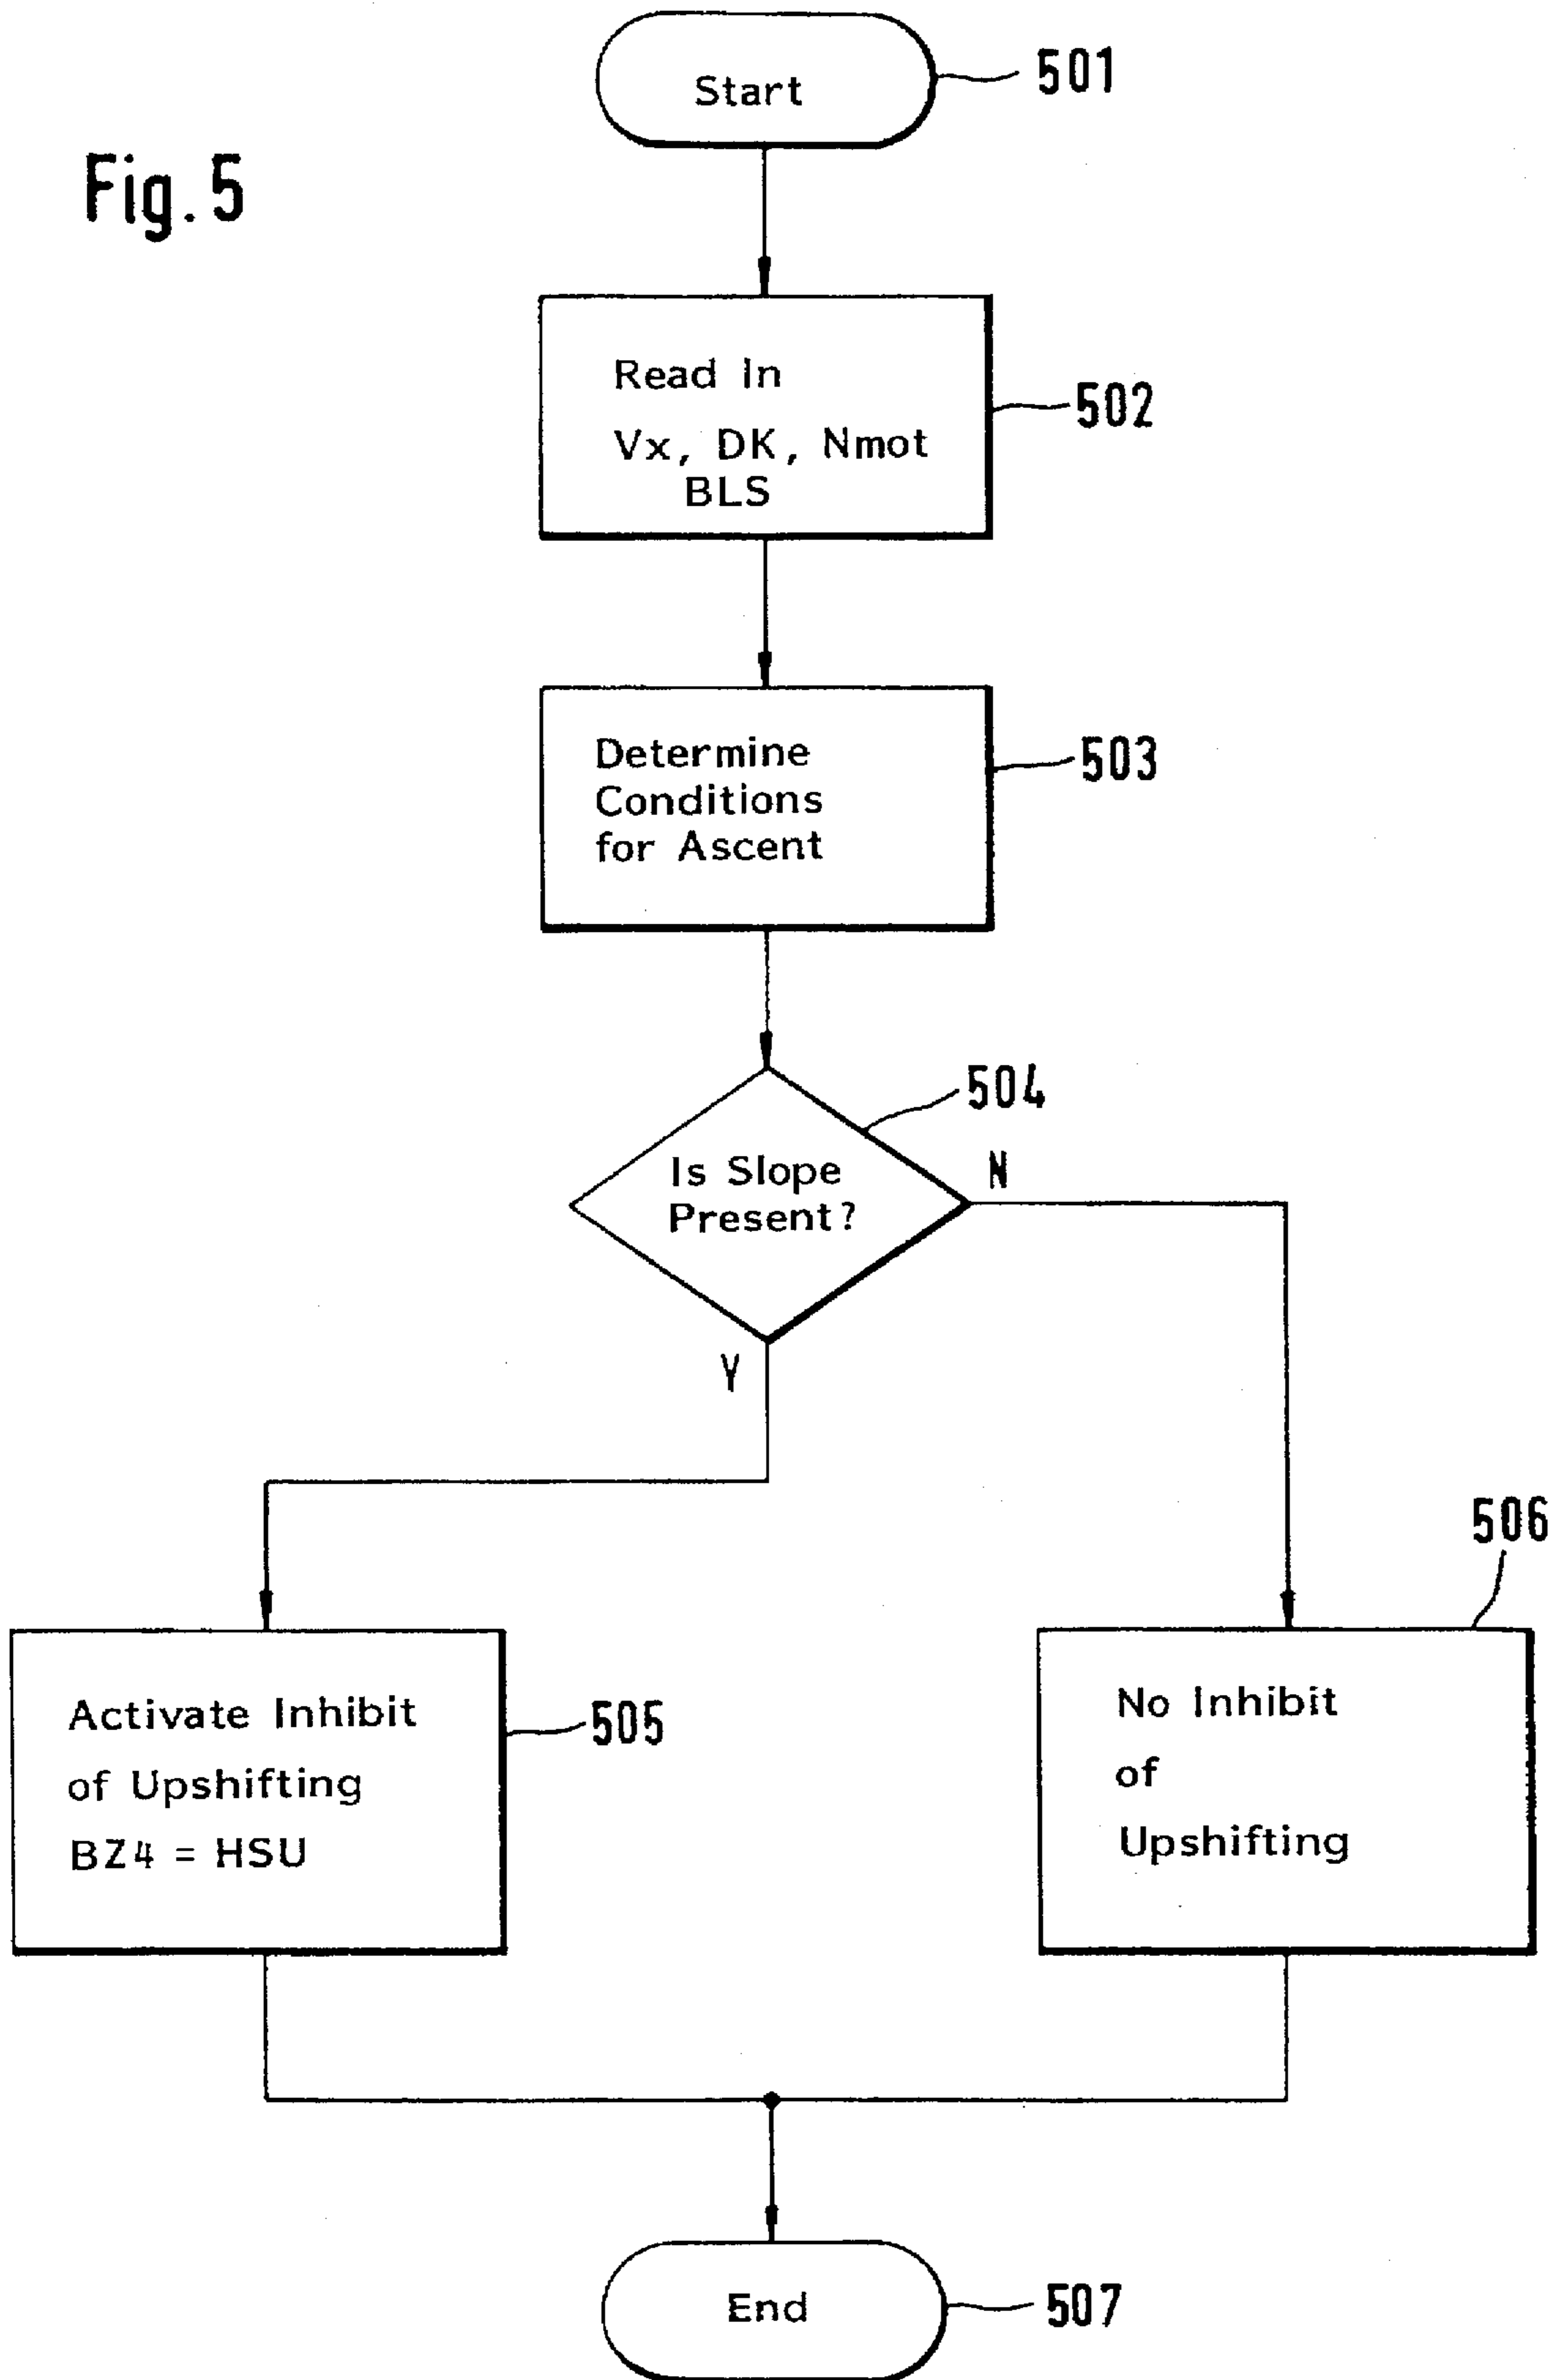 Start
501
Fig. 5
Read In
Vx, DK, Nmot
BLS
502
Determine
Conditions
for Ascent
503
504
Is Slope
Present?
N
Y
506
Activate Inhibit
of Upshifting
BZ4 = HSU
505
No Inhibit
of
Upshifting
End
507